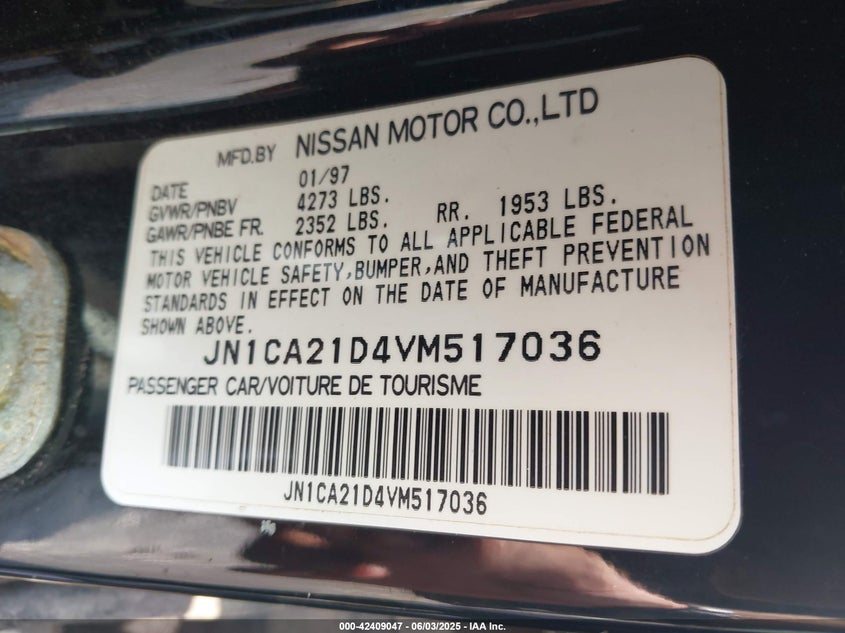 MFD.BY NISSAN MOTOR CO.,LTD
DATE 01/97
GVWR/PNBV 4273 LBS.
GAWR/PNBE FR. 2352 LBS. RR. 1953 LBS.
THIS VEHICLE CONFORMS TO ALL APPLICABLE FEDERAL
MOTOR VEHICLE SAFETY,BUMPER,AND THEFT PREVENTION
STANDARDS IN EFFECT ON THE DATE OF MANUFACTURE
SHOWN ABOVE.
JN1CA21D4VM517036
PASSENGER CAR/VOITURE DE TOURISME
JN1CA21D4VM517036
000-42409047 - 06/03/2025 - IAA Inc.